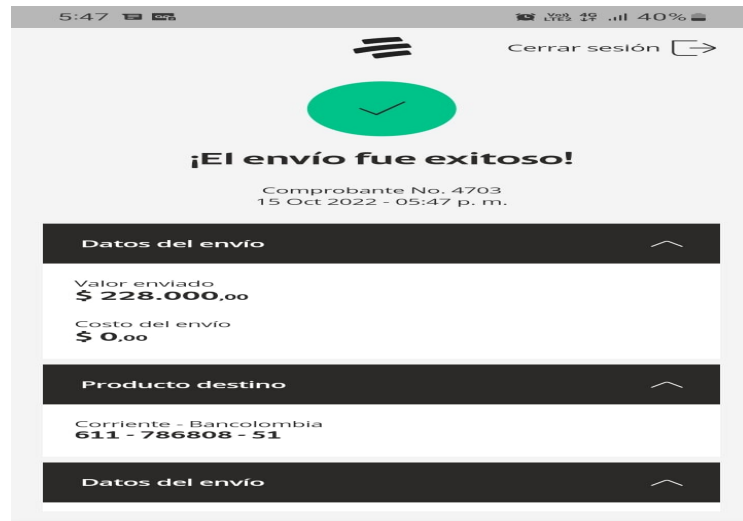 5:47
40%
Cerrar sesión
¡El envío fue exitoso!
Comprobante No. 4703
15 Oct 2022 - 05:47 p. m.
Datos del envío
Valor enviado
$ 228.000,00
Costo del envío
$ 0,00
Producto destino
Corriente - Bancolombia
611 - 786808 - 51
Datos del envío